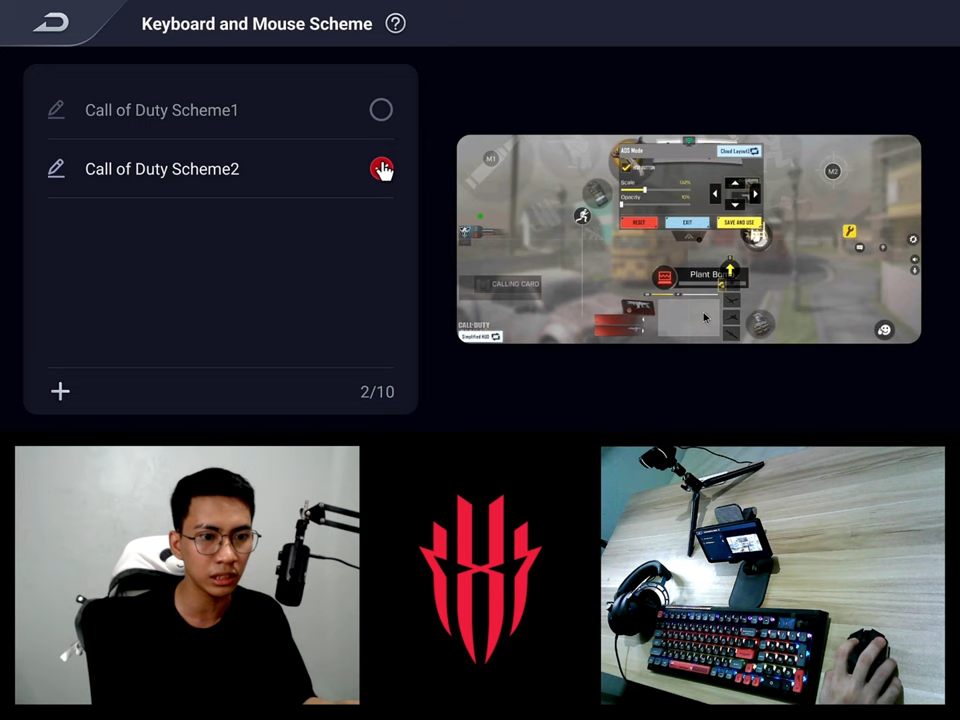 Keyboard and Mouse Scheme ?
Call of Duty Scheme1
Call of Duty Scheme2
2/10
M1
ADS Mode
Cloud Layout
M2
Scale
Opacity
RESET
EXIT
SAVE AND USE
Plant Bomb
CALLING CARD
CALL·DUTY
Simplified HUD